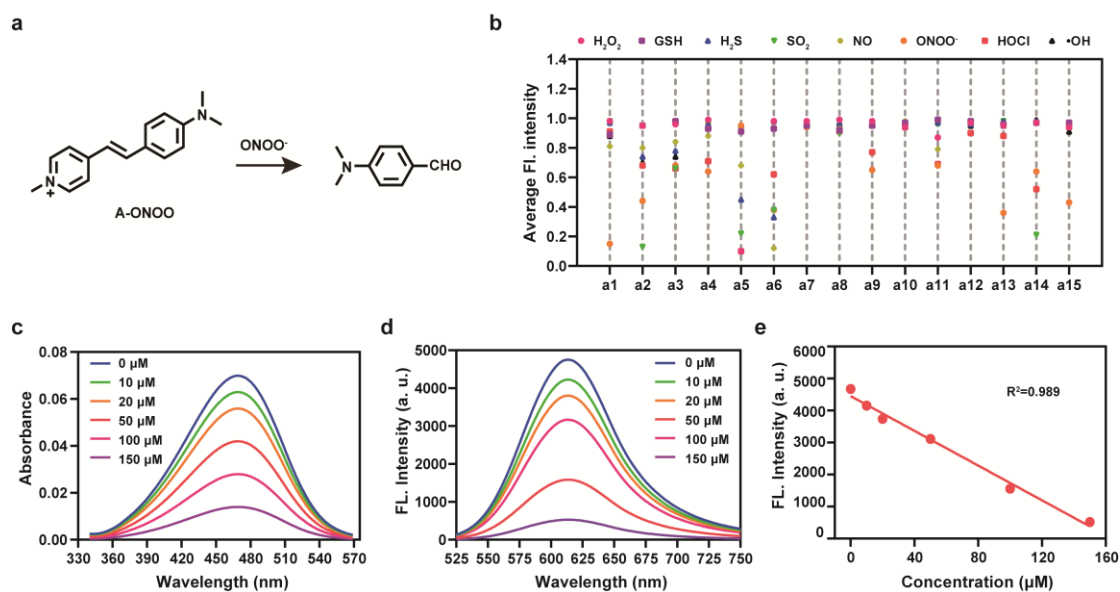 a
N
N
+
A-ONOO
ONOO-
N
CHO
b
H2O2 GSH H2S SO2 NO ONOO- HOCl •OH
Average Fl. intensity
1.4
1.2
1.0
0.8
0.6
0.4
0.2
0.0
a1 a2 a3 a4 a5 a6 a7 a8 a9 a10 a11 a12 a13 a14 a15
c
Absorbance
0.08
0.06
0.04
0.02
0.00
0 µM
10 µM
20 µM
50 µM
100 µM
150 µM
330 360 390 420 450 480 510 540 570
Wavelength (nm)
d
FL. Intensity (a. u.)
5000
4000
3000
2000
1000
0
0 µM
10 µM
20 µM
50 µM
100 µM
150 µM
525 550 575 600 625 650 675 700 725 750
Wavelength (nm)
e
FL. Intensity (a. u.)
6000
5000
4000
3000
2000
1000
0
R2=0.989
0 40 80 120 160
Concentration (µM)